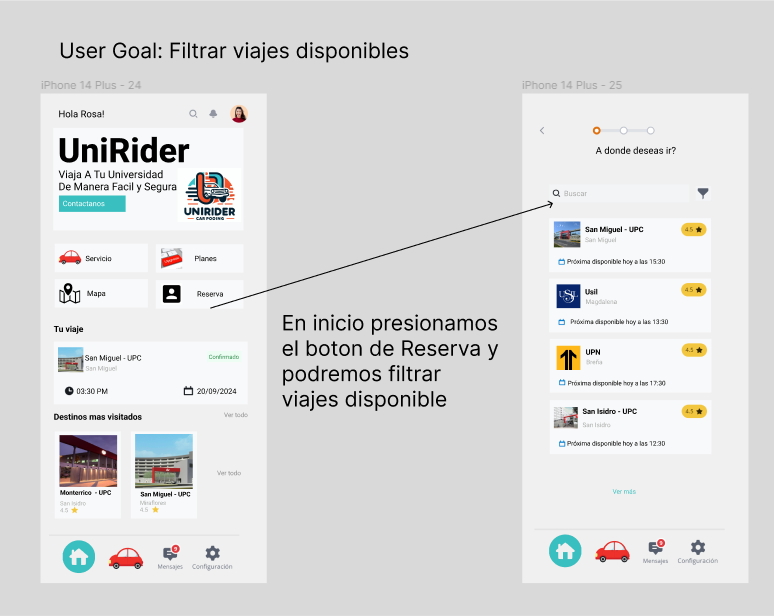 User Goal: Filtrar viajes disponibles
iPhone 14 Plus - 24
Hola Rosa!
UniRider
Viaja A Tu Universidad
De Manera Facil y Segura
Contactanos
UNIRIDER
CAR POOING
Servicio
Planes
Mapa
Reserva
Tu viaje
San Miguel - UPC
San Miguel
Confirmado
03:30 PM
20/09/2024
Destinos mas visitados
Ver todo
Monterrico - UPC
San Isidro
4.5
San Miguel - UPC
Miraflores
4.5
Ver todo
9
Mensajes
Configuración
En inicio presionamos
el boton de Reserva y
podremos filtrar
viajes disponible
iPhone 14 Plus - 25
A donde deseas ir?
Buscar
San Miguel - UPC
San Miguel
4.5
Próxima disponible hoy a las 15:30
USIL
Usil
Magdalena
4.5
Próxima disponible hoy a las 13:30
UPN
Breña
4.5
Próxima disponible hoy a las 17:30
San Isidro - UPC
San Isidro
4.5
Próxima disponible hoy a las 12:30
Ver más
9
Mensajes
Configuración